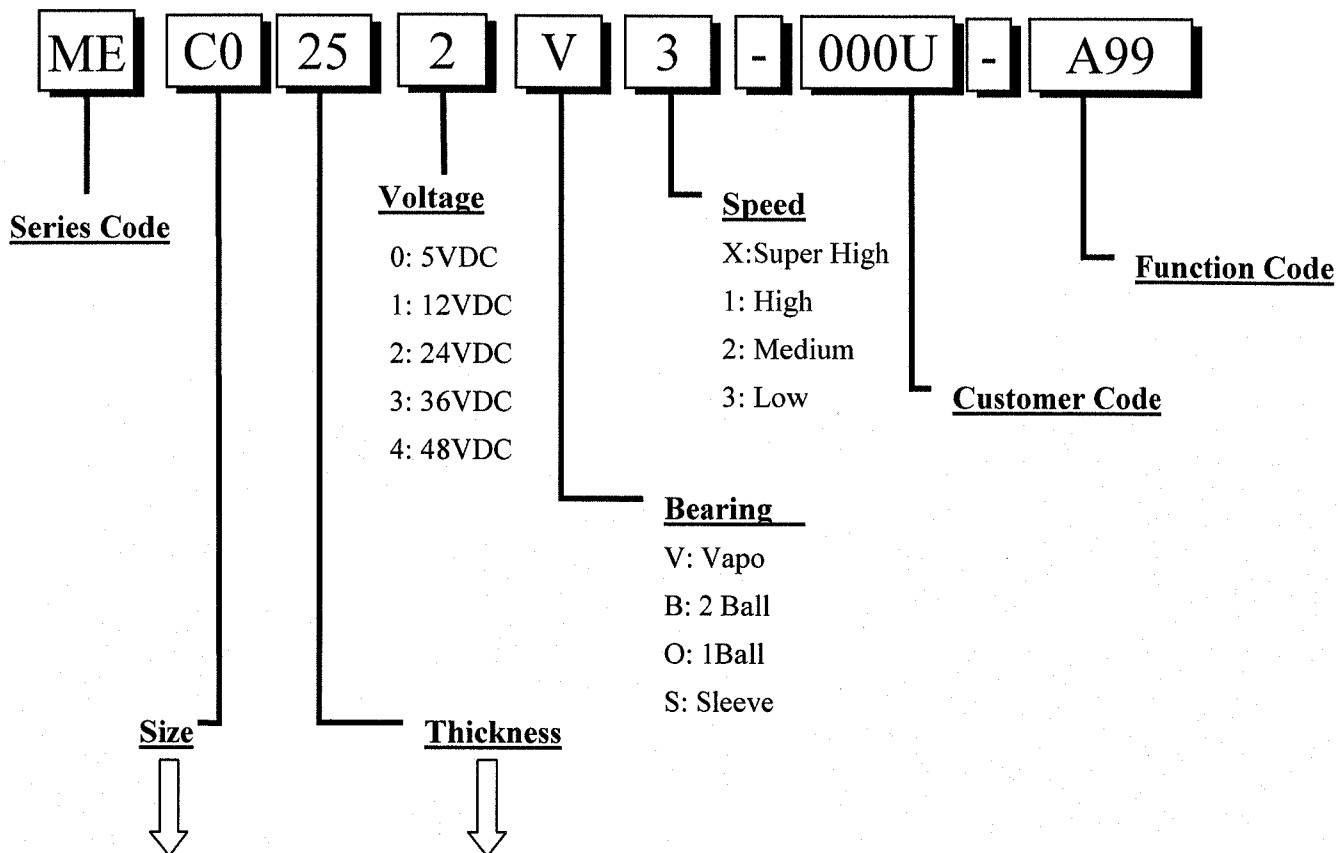 ME C0 25 2 V 3 - 000U - A99
Series Code
Voltage
0: 5VDC
1: 12VDC
2: 24VDC
3: 36VDC
4: 48VDC
Speed
X:Super High
1: High
2: Medium
3: Low
Function Code
Customer Code
Bearing
V: Vapo
B: 2 Ball
O: 1Ball
S: Sleeve
Size
Thickness